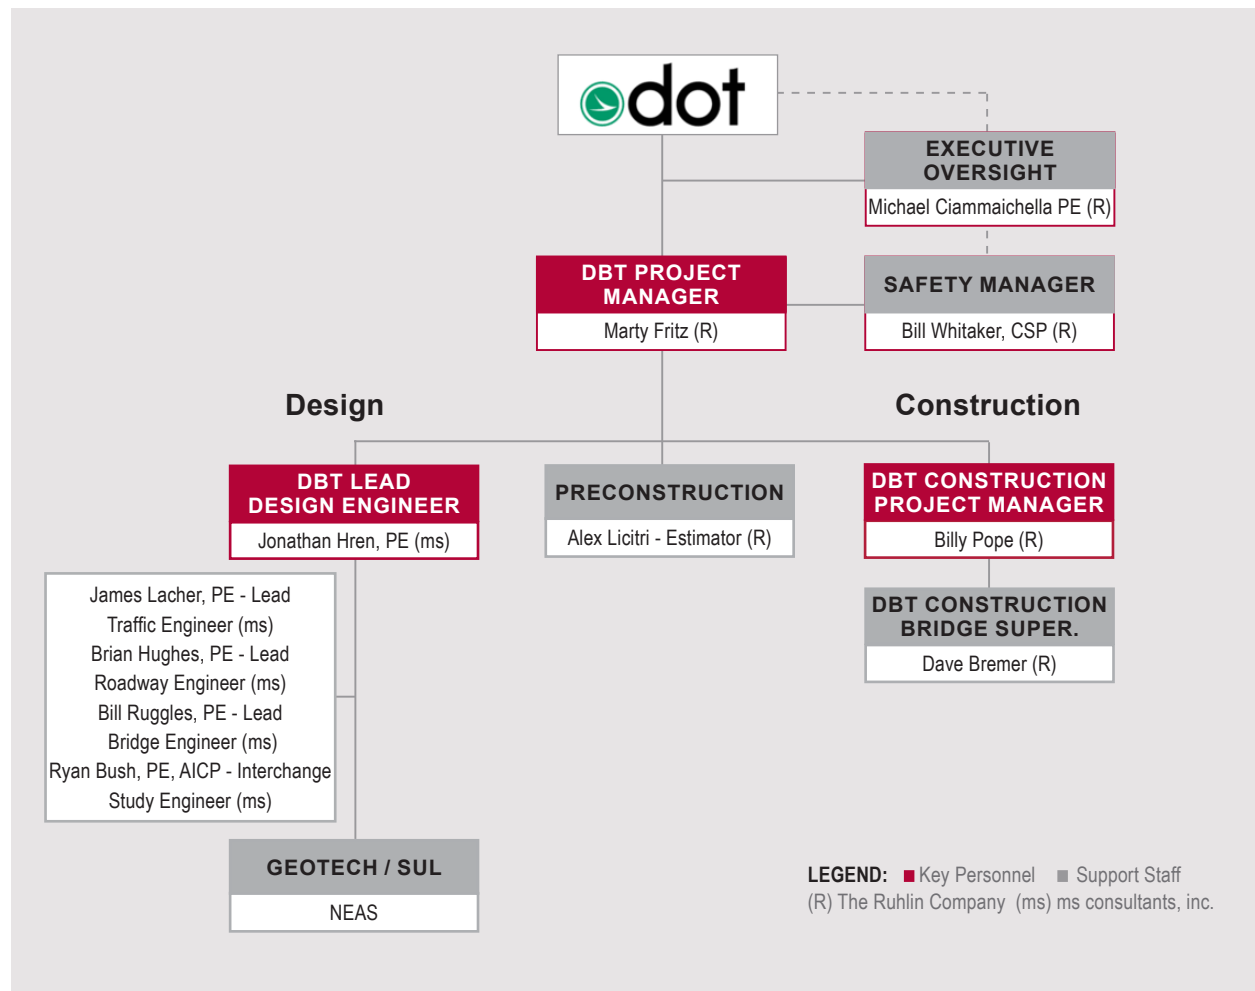 dot
EXECUTIVE
OVERSIGHT
Michael Ciammaichella PE (R)
DBT PROJECT
MANAGER
Marty Fritz (R)
SAFETY MANAGER
Bill Whitaker, CSP (R)
Design
Construction
DBT LEAD
DESIGN ENGINEER
Jonathan Hren, PE (ms)
PRECONSTRUCTION
Alex Licitri - Estimator (R)
DBT CONSTRUCTION
PROJECT MANAGER
Billy Pope (R)
James Lacher, PE - Lead
Traffic Engineer (ms)
Brian Hughes, PE - Lead
Roadway Engineer (ms)
Bill Ruggles, PE - Lead
Bridge Engineer (ms)
Ryan Bush, PE, AICP - Interchange
Study Engineer (ms)
DBT CONSTRUCTION
BRIDGE SUPER.
Dave Bremer (R)
GEOTECH / SUL
NEAS
LEGEND: Key Personnel Support Staff
(R) The Ruhlin Company (ms) ms consultants, inc.